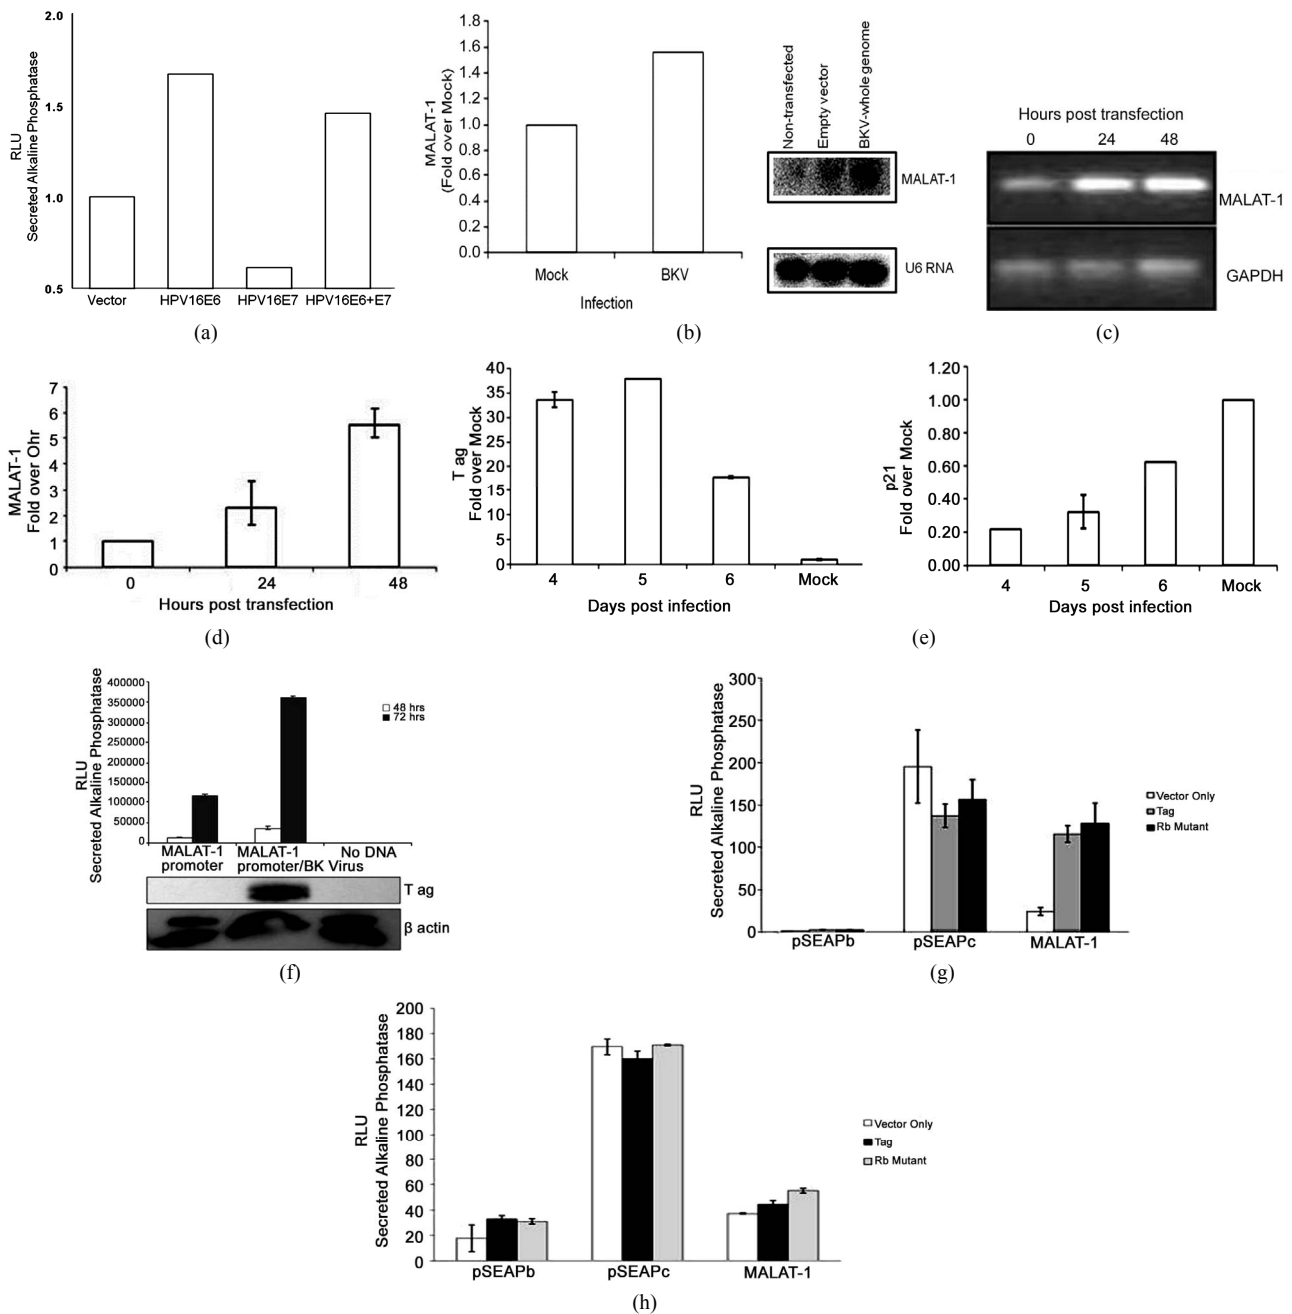 2.0
1.5
1.0
0.5
RLU
Secreted Alkaline Phosphatase
Vector
HPV16E6
HPV16E7
HPV16E6+E7
(a)
1.8
1.6
1.4
1.2
1.0
0.8
0.6
0.4
0.2
0.0
MALAT-1
(Fold over Mock)
Mock
BKV
Infection
Non-transfected
Empty vector
BKV-whole genome
MALAT-1
U6 RNA
(b)
Hours post transfection
0 24 48
MALAT-1
GAPDH
(c)
7
6
5
4
3
2
1
0
MALAT-1
Fold over Ohr
0 24 48
Hours post transfection
(d)
40
35
30
25
20
15
10
5
0
T ag
Fold over Mock
4 5 6 Mock
Days post infection
1.20
1.00
0.80
0.60
0.40
0.20
0.00
p21
Fold over Mock
4 5 6 Mock
Days post infection
(e)
400000
350000
300000
250000
200000
150000
100000
50000
0
RLU
Secreted Alkaline Phosphatase
48 hrs
72 hrs
MALAT-1
promoter
MALAT-1
promoter/BK Virus
No DNA
T ag
β actin
(f)
300
250
200
150
100
50
0
RLU
Secreted Alkaline Phosphatase
pSEAPb
pSEAPc
MALAT-1
Vector Only
Tag
Rb Mutant
(g)
200
180
160
140
120
100
80
60
40
20
0
RLU
Secreted Alkaline Phosphatase
pSEAPb
pSEAPc
MALAT-1
Vector Only
Tag
Rb Mutant
(h)